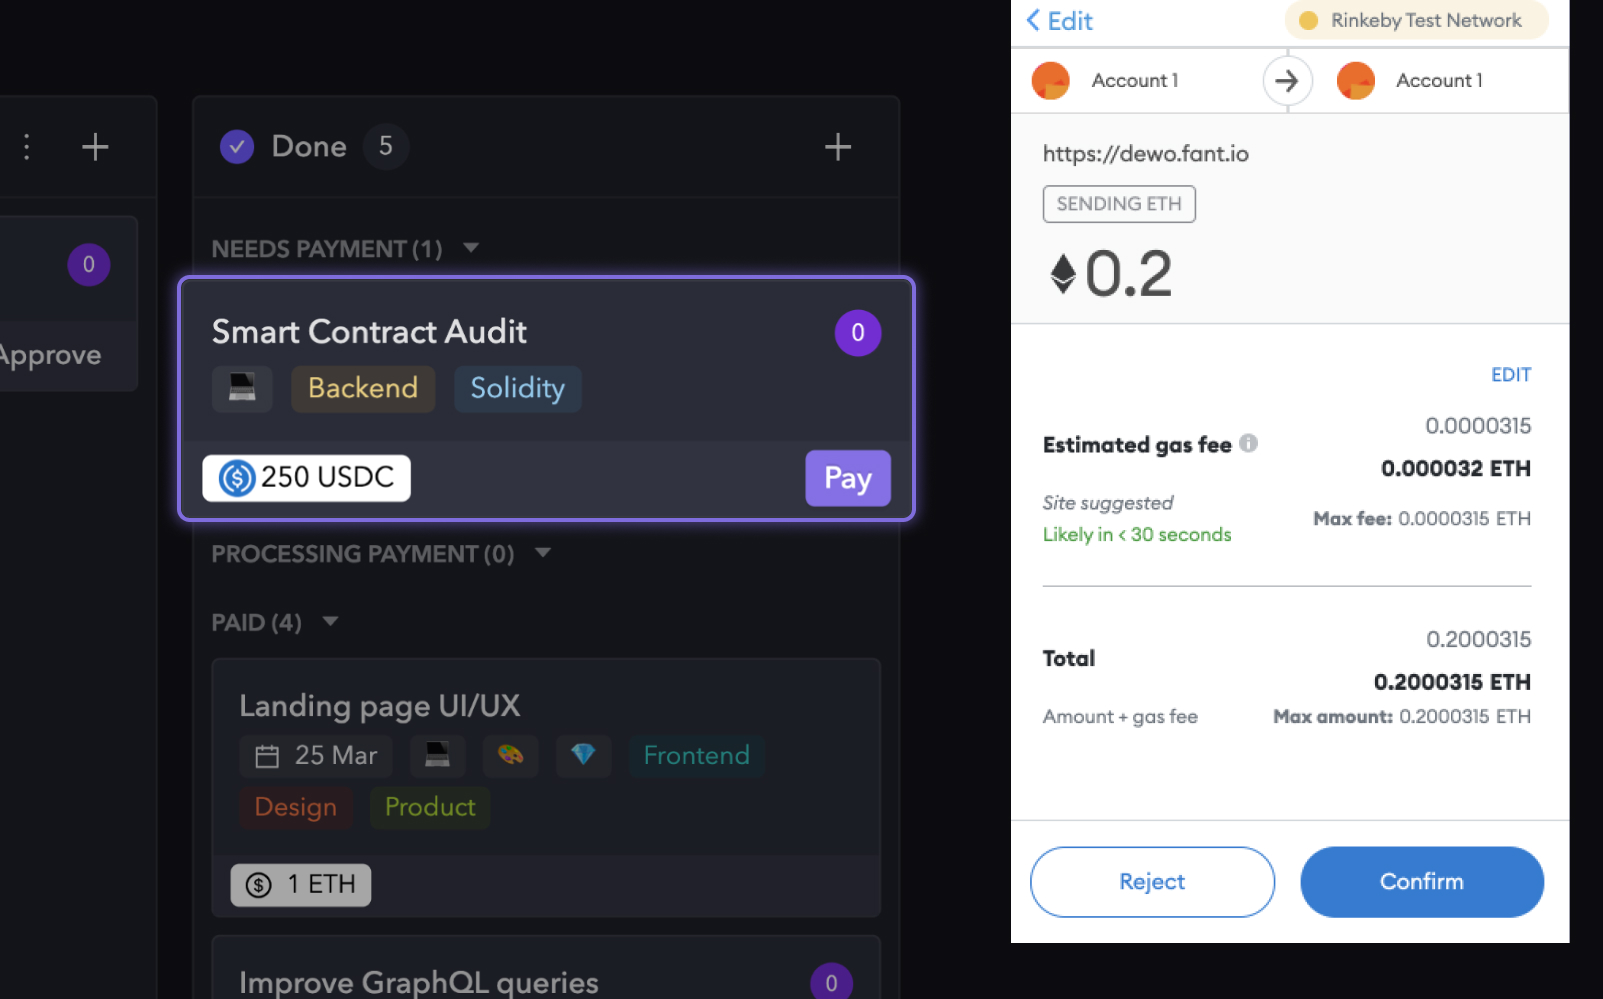 Done 5
NEEDS PAYMENT (1)
0
Approve
Smart Contract Audit
0
Backend Solidity
250 USDC
Pay
PROCESSING PAYMENT (0)
PAID (4)
Landing page UI/UX
25 Mar Frontend
Design Product
1 ETH
Improve GraphQL queries
0
Edit
Rinkeby Test Network
Account 1 Account 1
https://dewo.fant.io
SENDING ETH
0.2
EDIT
0.0000315
Estimated gas fee
0.000032 ETH
Site suggested
Max fee: 0.0000315 ETH
Likely in < 30 seconds
0.2000315
Total
0.2000315 ETH
Amount + gas fee
Max amount: 0.2000315 ETH
Reject
Confirm